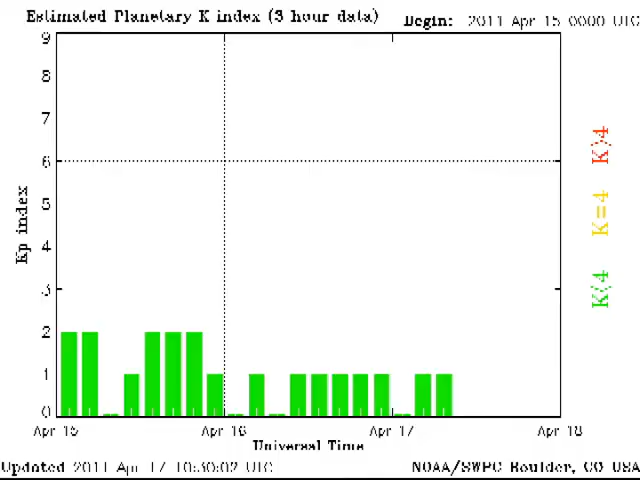 Estimated Planetary K index (3 hour data) Begin: 2011 Apr 15 0000 UTC
9
8
7
6
5
4
3
2
1
0
Kp index
K>4
K=4
K<4
Apr 15 Apr 16 Apr 17 Apr 18
Universal Time
Updated 2011 Apr 17 10:30:02 UTC NOAA/SWPC Boulder, CO USA